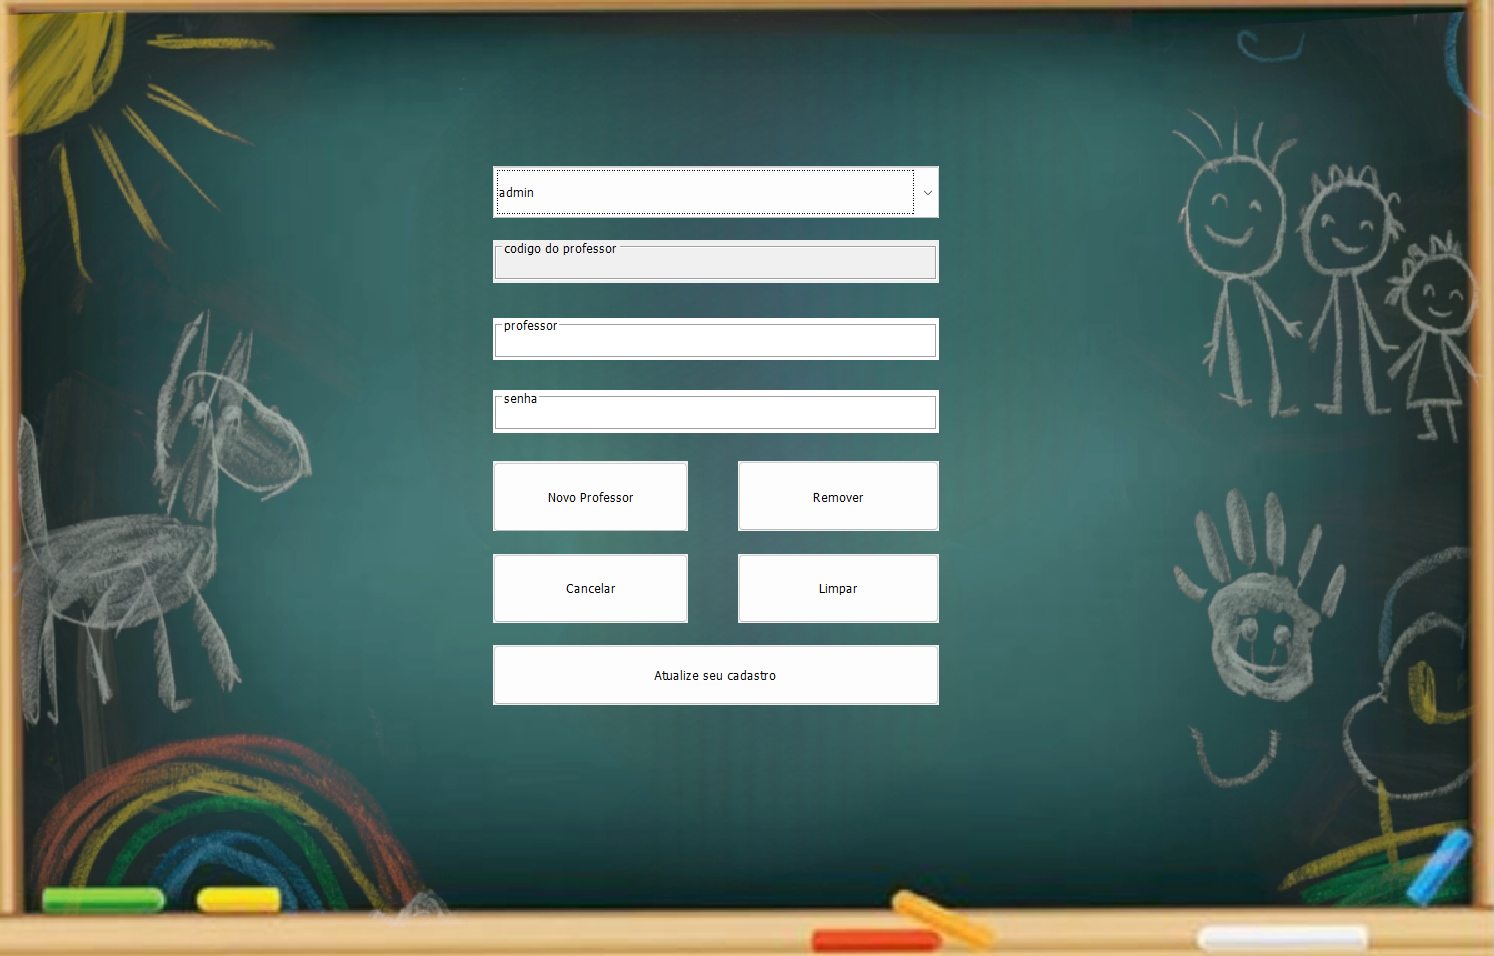 admin
codigo do professor
professor
senha
Novo Professor
Remover
Cancelar
Limpar
Atualize seu cadastro